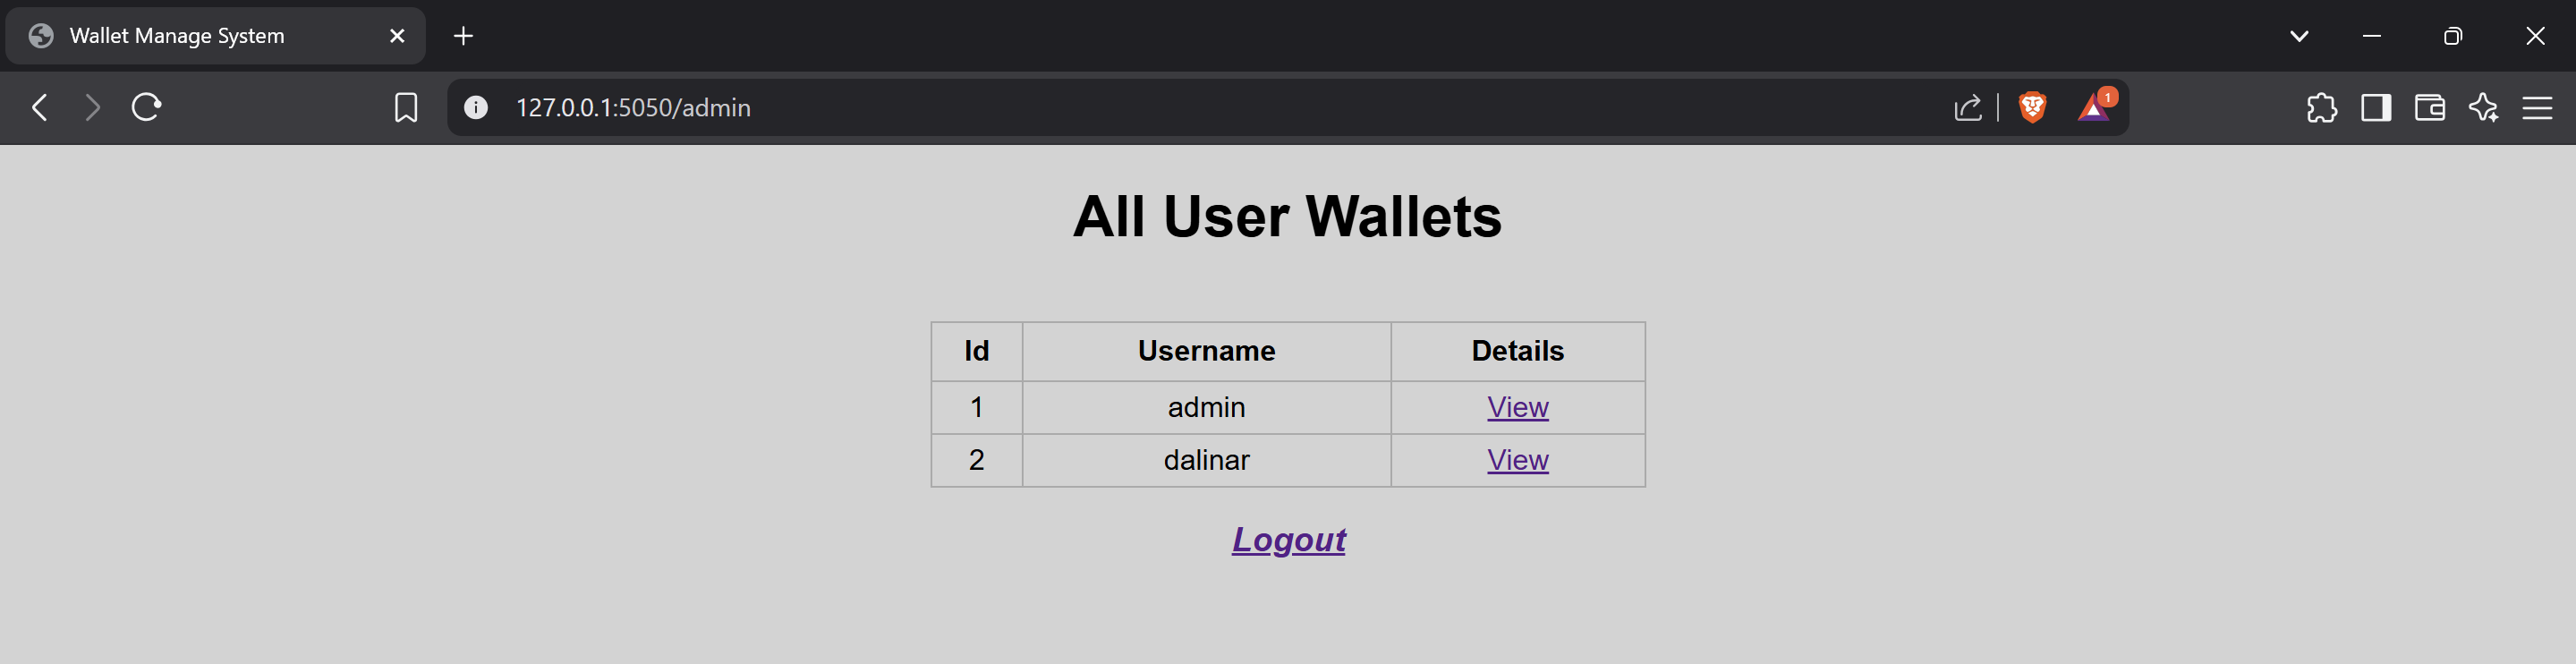 Wallet Manage System
127.0.0.1:5050/admin
1
All User Wallets
Id Username Details
1 admin View
2 dalinar View
Logout